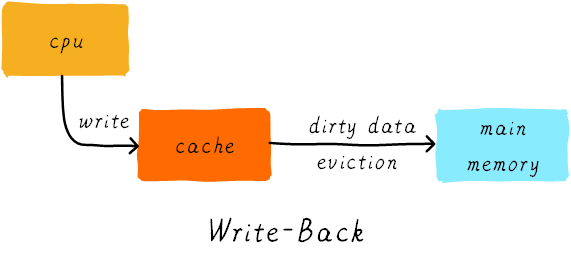 cpu
write
cache
dirty data
eviction
main
memory
Write-Back